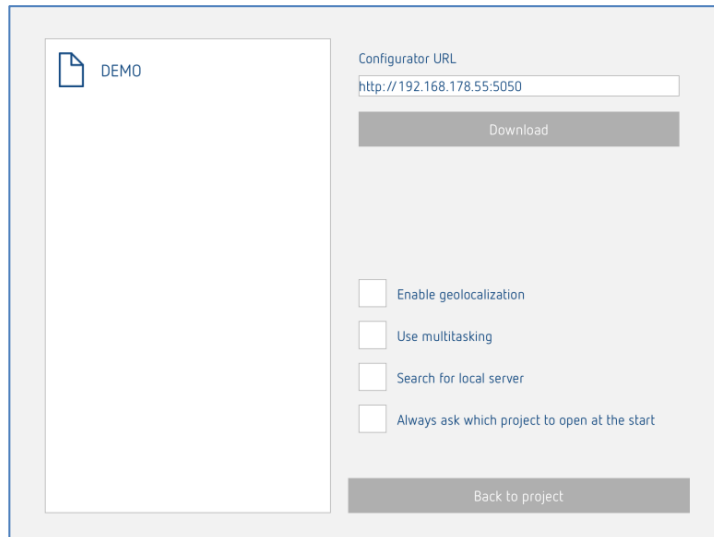 DEMO
Configurator URL
http://192.168.178.55:5050
Download
Enable geolocalization
Use multitasking
Search for local server
Always ask which project to open at the start
Back to project